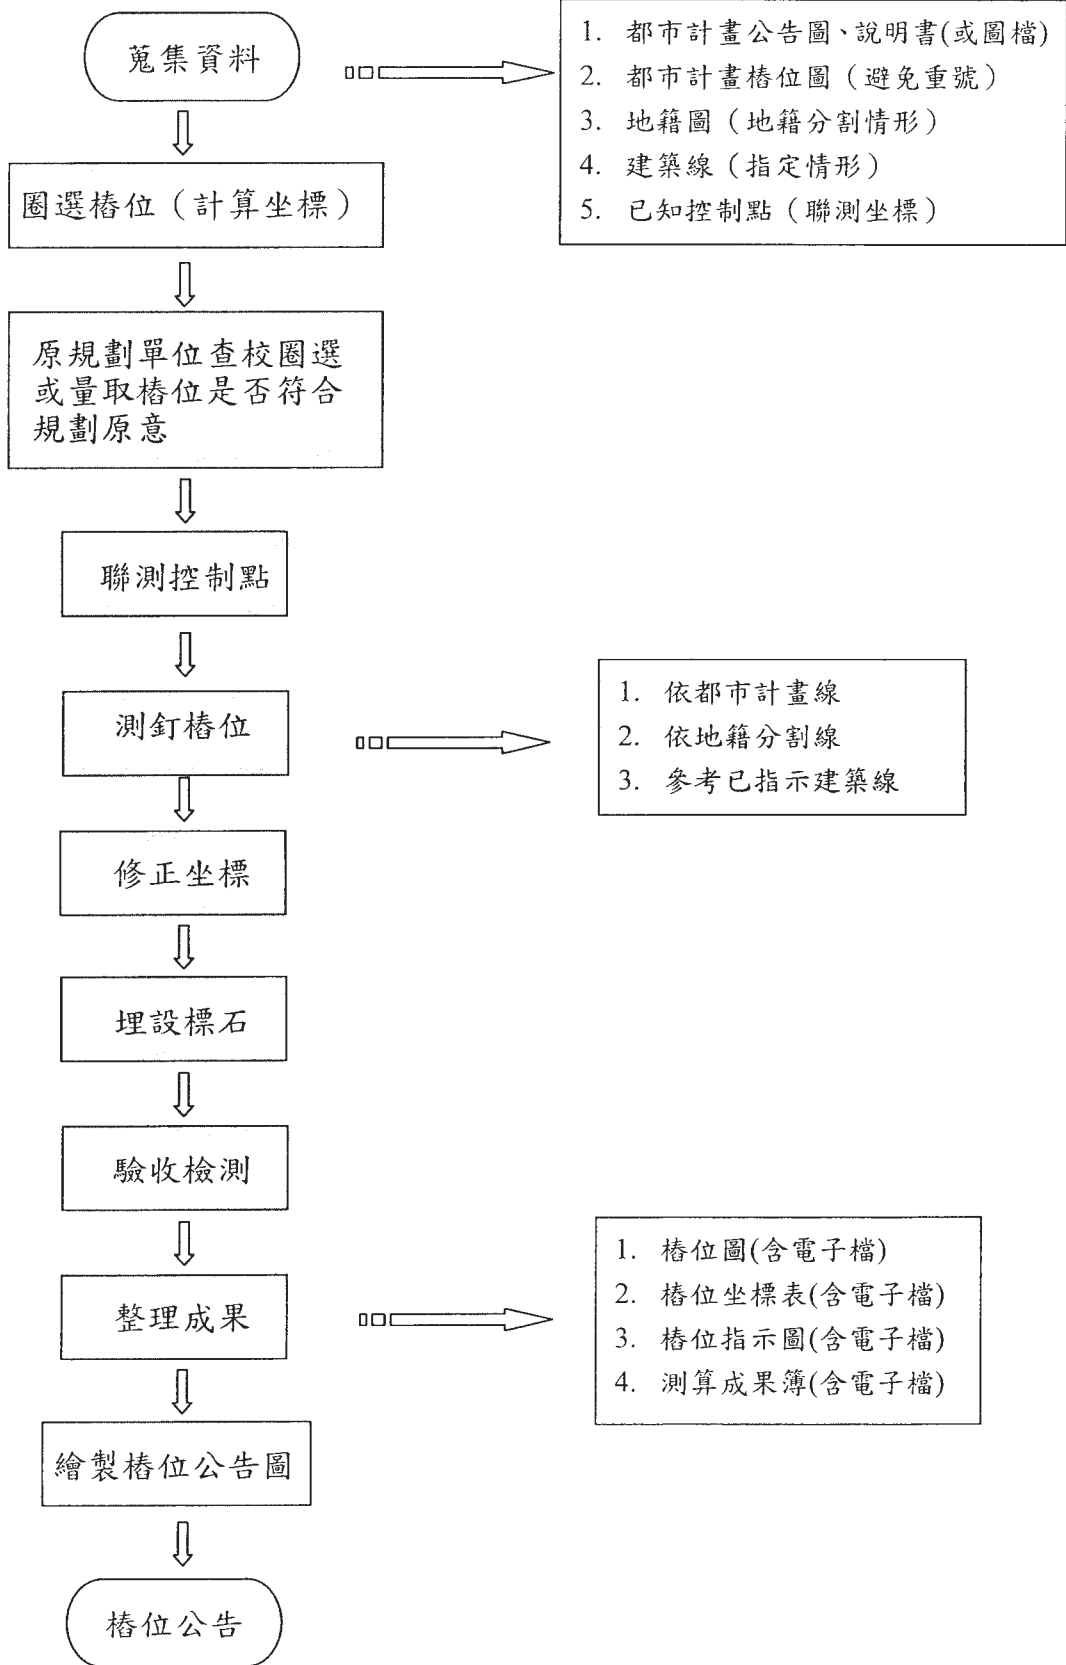 蒐集資料
1. 都市計畫公告圖、說明書(或圖檔)
2. 都市計畫樁位圖（避免重號）
3. 地籍圖（地籍分割情形）
4. 建築線（指定情形）
5. 已知控制點（聯測坐標）
圈選樁位（計算坐標）
原規劃單位查校圈選
或量取樁位是否符合
規劃原意
聯測控制點
測釘樁位
1. 依都市計畫線
2. 依地籍分割線
3. 參考已指示建築線
修正坐標
埋設標石
驗收檢測
整理成果
1. 樁位圖(含電子檔)
2. 樁位坐標表(含電子檔)
3. 樁位指示圖(含電子檔)
4. 測算成果簿(含電子檔)
繪製樁位公告圖
樁位公告